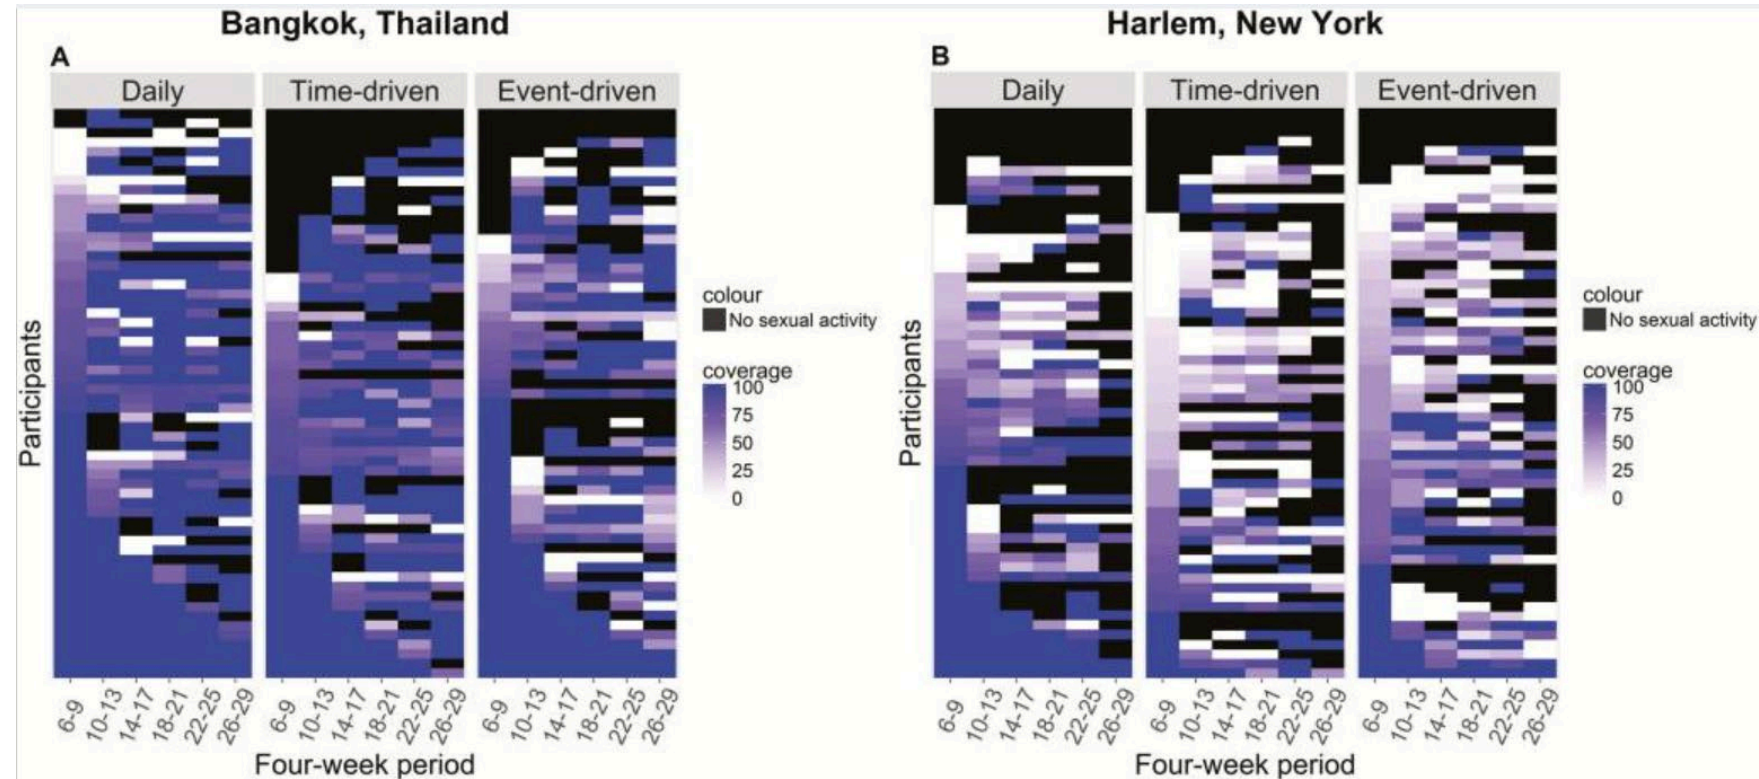 Bangkok, Thailand
A
Daily
Time-driven
Event-driven
Participants
6-9
10-13
14-17
18-21
22-25
26-29
6-9
10-13
14-17
18-21
22-25
26-29
6-9
10-13
14-17
18-21
22-25
26-29
Four-week period
colour
No sexual activity
coverage
100
75
50
25
0
Harlem, New York
B
Daily
Time-driven
Event-driven
Participants
6-9
10-13
14-17
18-21
22-25
26-29
6-9
10-13
14-17
18-21
22-25
26-29
6-9
10-13
14-17
18-21
22-25
26-29
Four-week period
colour
No sexual activity
coverage
100
75
50
25
0